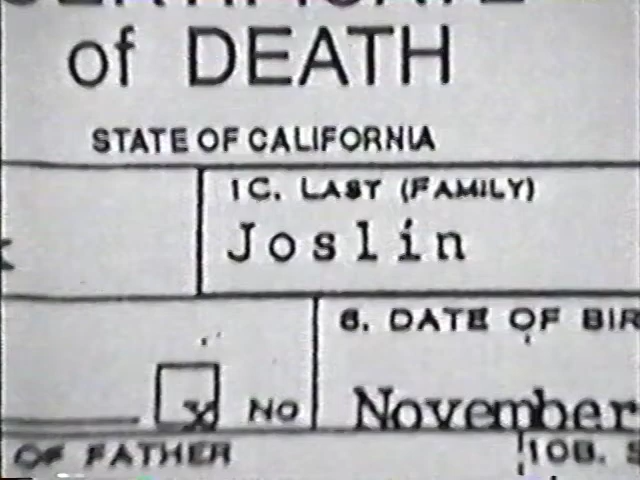 of DEATH
STATE OF CALIFORNIA
1C. LAST (FAMILY)
Joslin
6. DATE OF BIR
x NO November
OF FATHER 10B. S